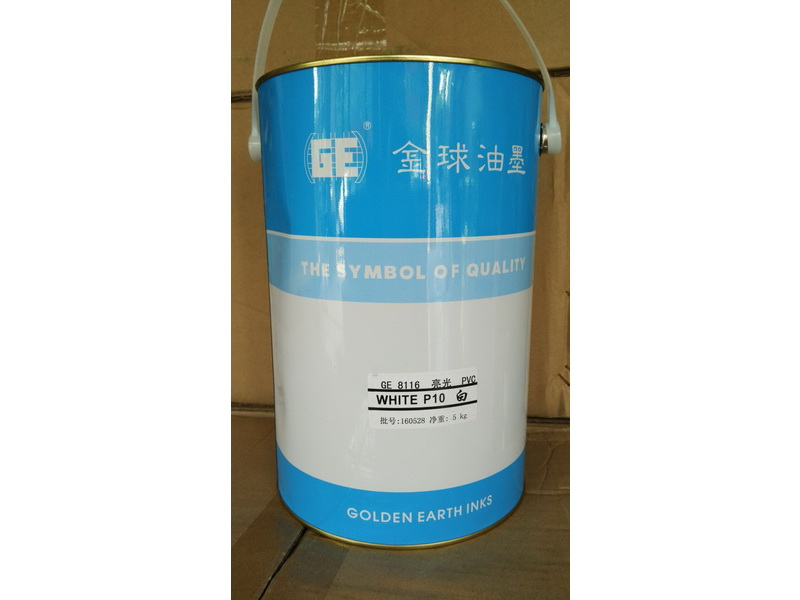 GE® 金球油墨
THE SYMBOL OF QUALITY
GE 8116 亮光 PVC
WHITE P10 白
批号:160528 净重: 5 kg
GOLDEN EARTH INKS